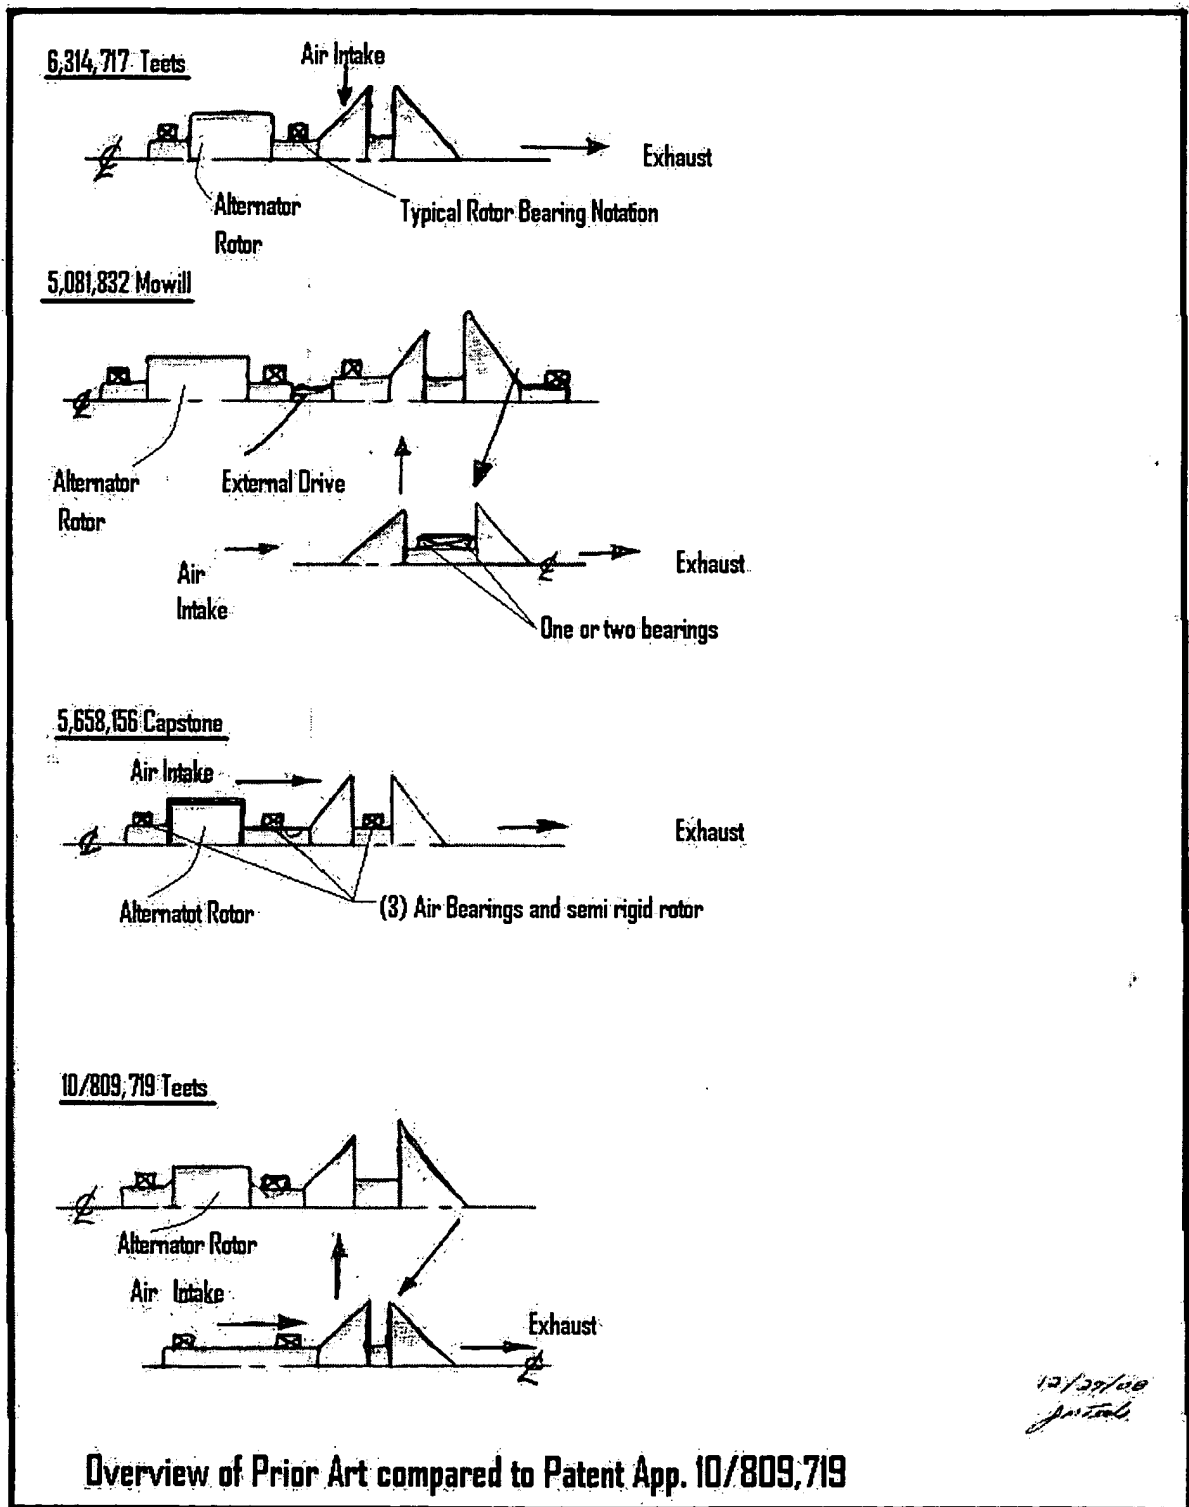 6,314,717 Teets
Air Intake
℄
Exhaust
Alternator
Rotor
Typical Rotor Bearing Notation
5,081,832 Mowill
℄
Alternator
Rotor
External Drive
Air
Intake
℄
Exhaust
One or two bearings
5,658,156 Capstone
Air Intake
℄
Exhaust
Alternatot Rotor
(3) Air Bearings and semi rigid rotor
10/809,719 Teets
℄
Alternator Rotor
Air Intake
Exhaust
℄
Overview of Prior Art compared to Patent App. 10/809,719